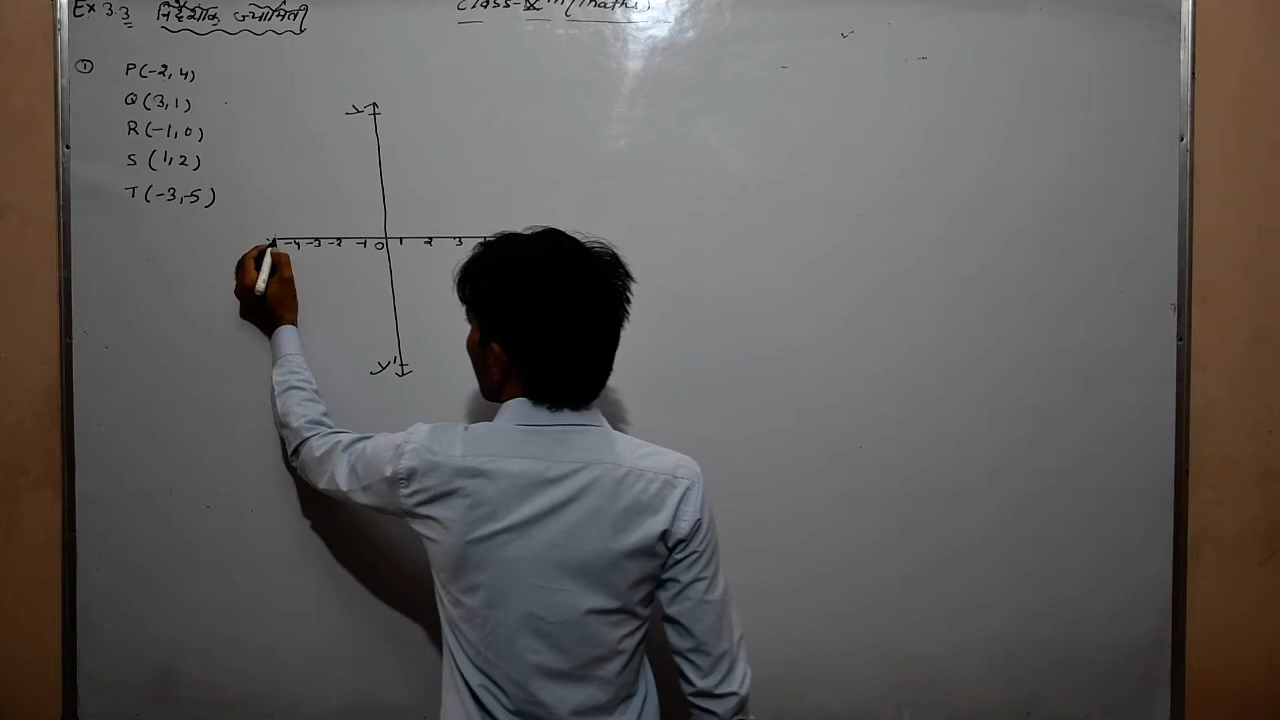 Ex 3.3 निर्देशांक ज्यामिती Class-IXth (Maths)
① P(-2,4)
Q(3,1)
R(-1,0)
S(1,2)
T(-3,-5)
y
-4 -3 -2 -1 0 1 2 3
y'